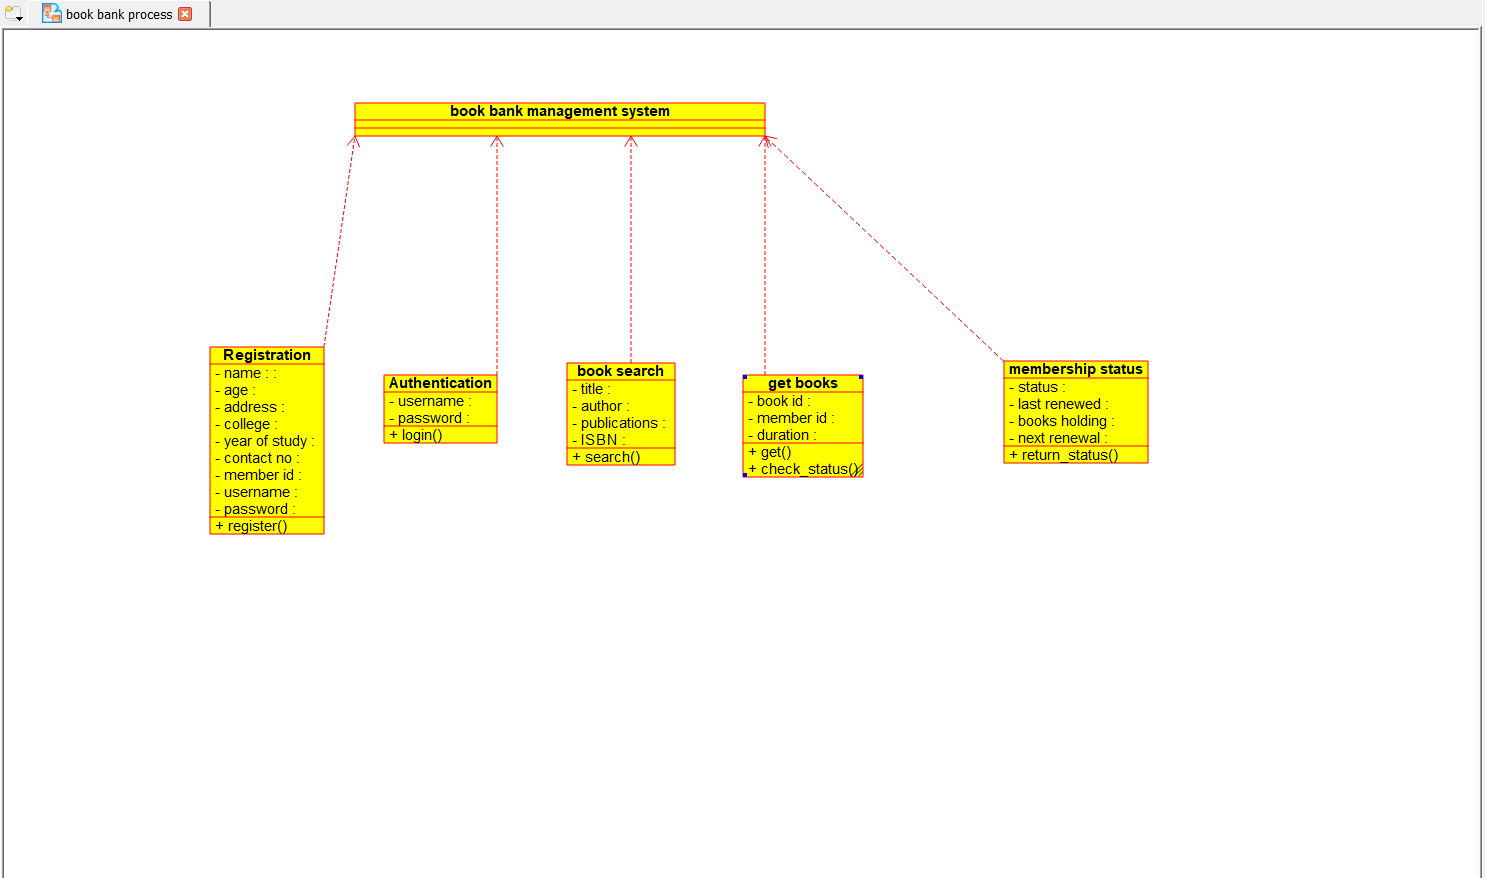 book bank process
book bank management system
Registration
- name : :
- age :
- address :
- college :
- year of study :
- contact no :
- member id :
- username :
- password :
+ register()
Authentication
- username :
- password :
+ login()
book search
- title :
- author :
- publications :
- ISBN :
+ search()
get books
- book id :
- member id :
- duration :
+ get()
+ check_status()
membership status
- status :
- last renewed :
- books holding :
- next renewal :
+ return_status()